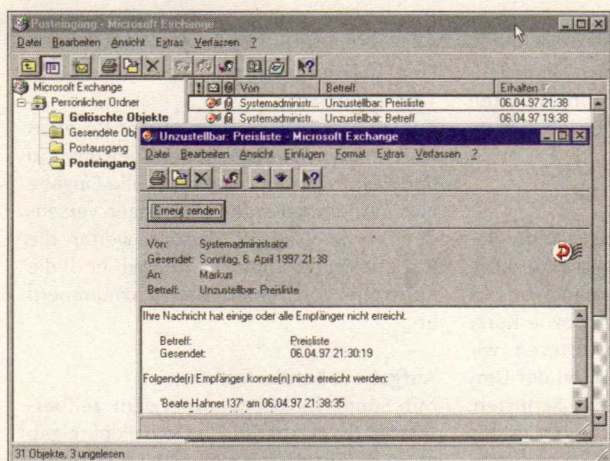 Posteingang - Microsoft Exchange
Datei Bearbeiten Ansicht Extras Verfassen ?
Microsoft Exchange
Persönlicher Ordner
Gelöschte Objekte
Gesendete Obj
Postausgang
Posteingang
! Von Betreff Erhalten
Systemadministr... Unzustellbar: Preisliste 06.04.97 21:38
Systemadministr... Unzustellbar: Betreff 06.04.97 19:38
Unzustellbar: Preisliste - Microsoft Exchange
Datei Bearbeiten Ansicht Einfügen Format Extras Verfassen ?
Erneut senden
Von: Systemadministrator
Gesendet: Sonntag, 6. April 1997 21:38
An: Markus
Betreff: Unzustellbar: Preisliste
Ihre Nachricht hat einige oder alle Empfänger nicht erreicht.
Betreff: Preisliste
Gesendet: 06.04.97 21:30:19
Folgende(r) Empfänger konnte(n) nicht erreicht werden:
'Beate Hahner !37' am 06.04.97 21:38:35
31 Objekte, 3 ungelesen